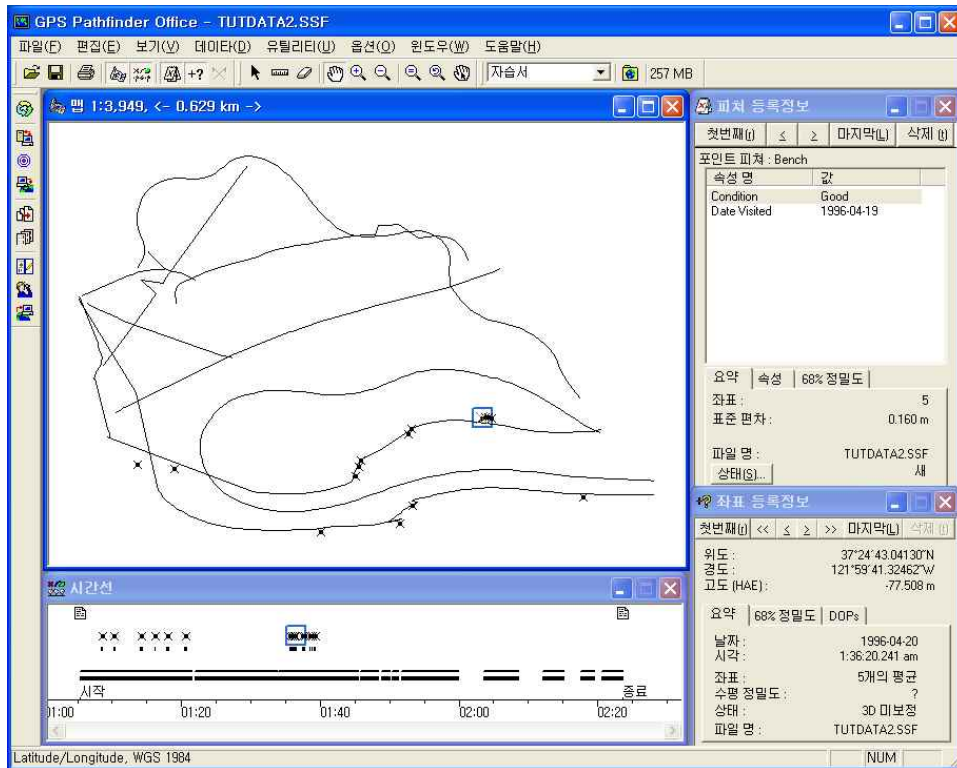 GPS Pathfinder Office - TUTDATA2.SSF
파일(F) 편집(E) 보기(V) 데이타(D) 유틸리티(U) 옵션(O) 윈도우(W) 도움말(H)
자습서 257 MB
맵 1:3,949, <- 0.629 km ->
피쳐 등록정보
첫번째(I) < > 마지막(L) 삭제(I)
포인트 피쳐 : Bench
속성 명 값
Condition Good
Date Visited 1996-04-19
요약 속성 68% 정밀도
좌표 : 5
표준 편차 : 0.160 m
파일 명 : TUTDATA2.SSF
상태(S)... 새
좌표 등록정보
첫번째(I) << < > >> 마지막(L) 삭제(I)
위도 : 37°24'43.04130"N
경도 : 121°59'41.32462"W
고도 (HAE) : -77.508 m
요약 68% 정밀도 DOPs
날짜 : 1996-04-20
시각 : 1:36:20.241 am
좌표 : 5개의 평균
수평 정밀도 : ?
상태 : 3D 미보정
파일 명 : TUTDATA2.SSF
시간선
시작 종료
01:00 01:20 01:40 02:00 02:20
Latitude/Longitude, WGS 1984 NUM